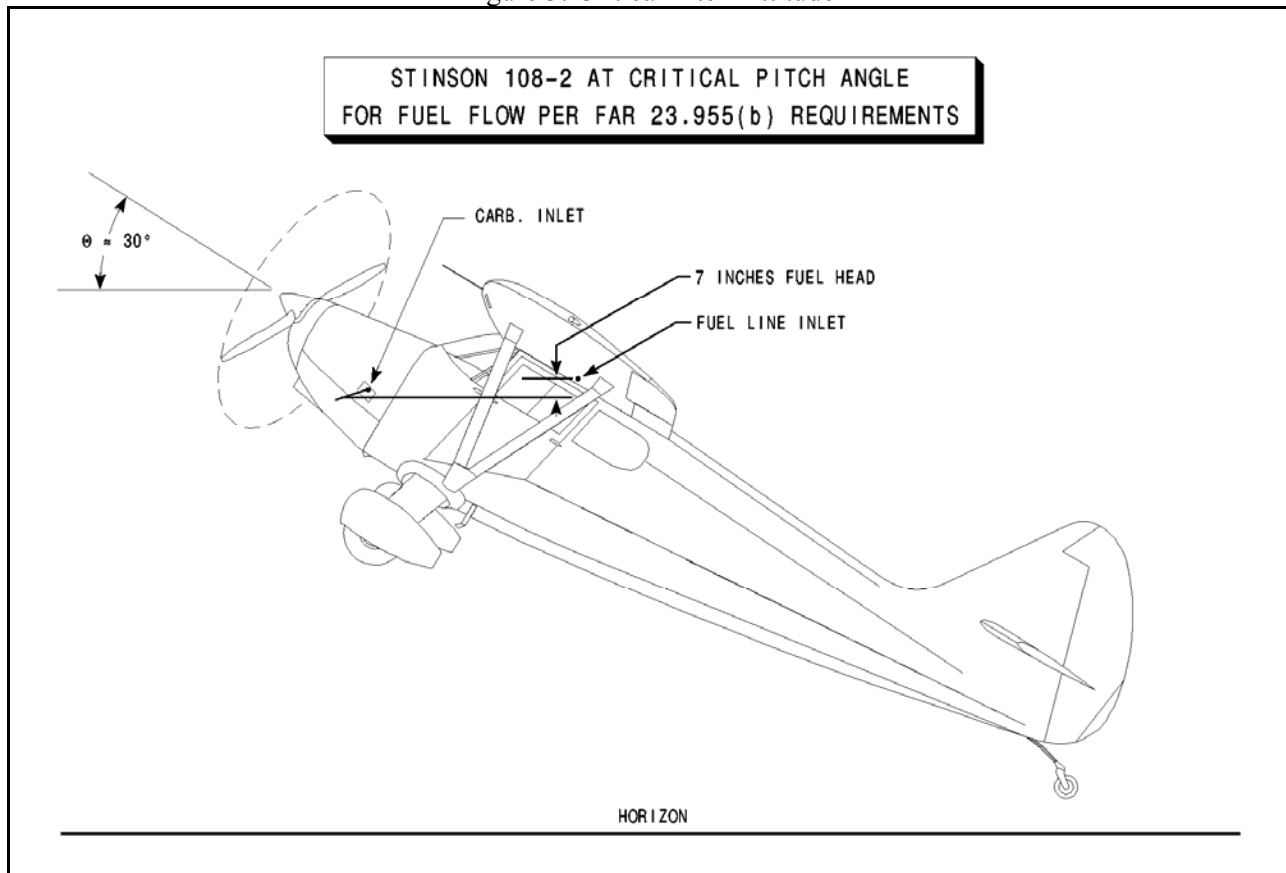 STINSON 108-2 AT CRITICAL PITCH ANGLE
FOR FUEL FLOW PER FAR 23.955(b) REQUIREMENTS
CARB. INLET
Θ ≈ 30°
7 INCHES FUEL HEAD
FUEL LINE INLET
HORIZON